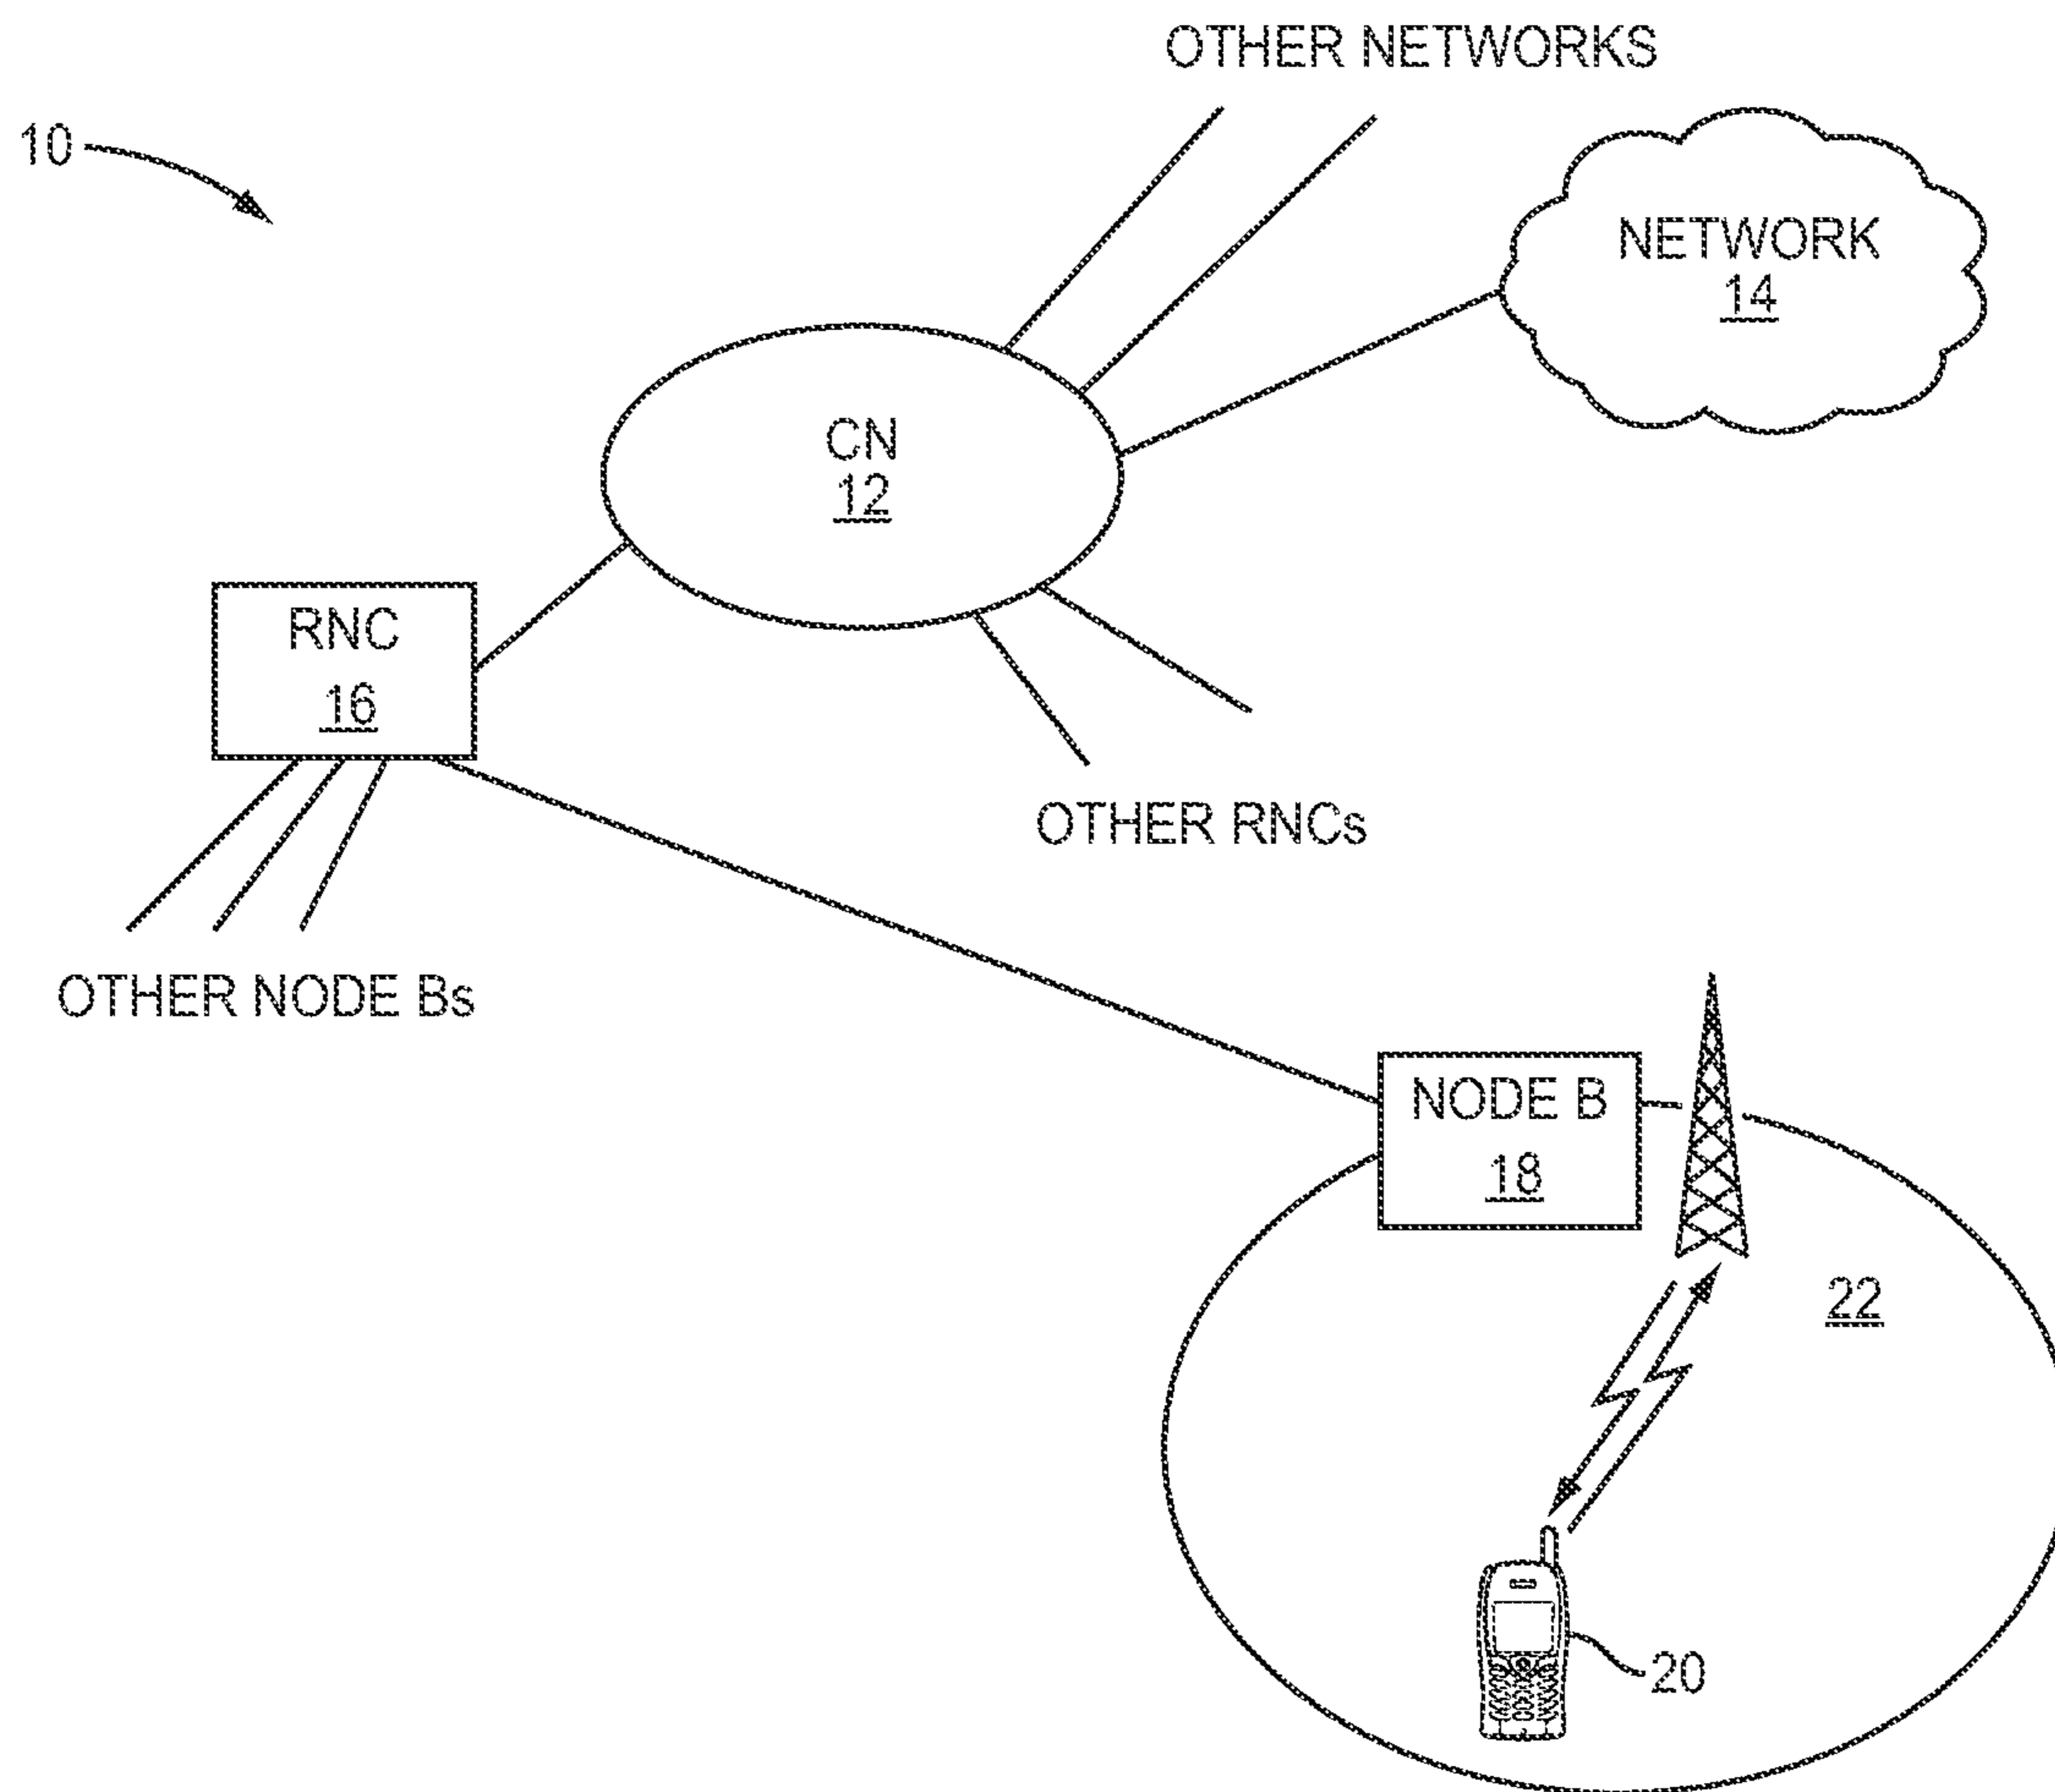 OTHER NETWORKS
10
NETWORK
14
CN
12
RNC
16
OTHER RNCs
OTHER NODE Bs
NODE B
18
22
20